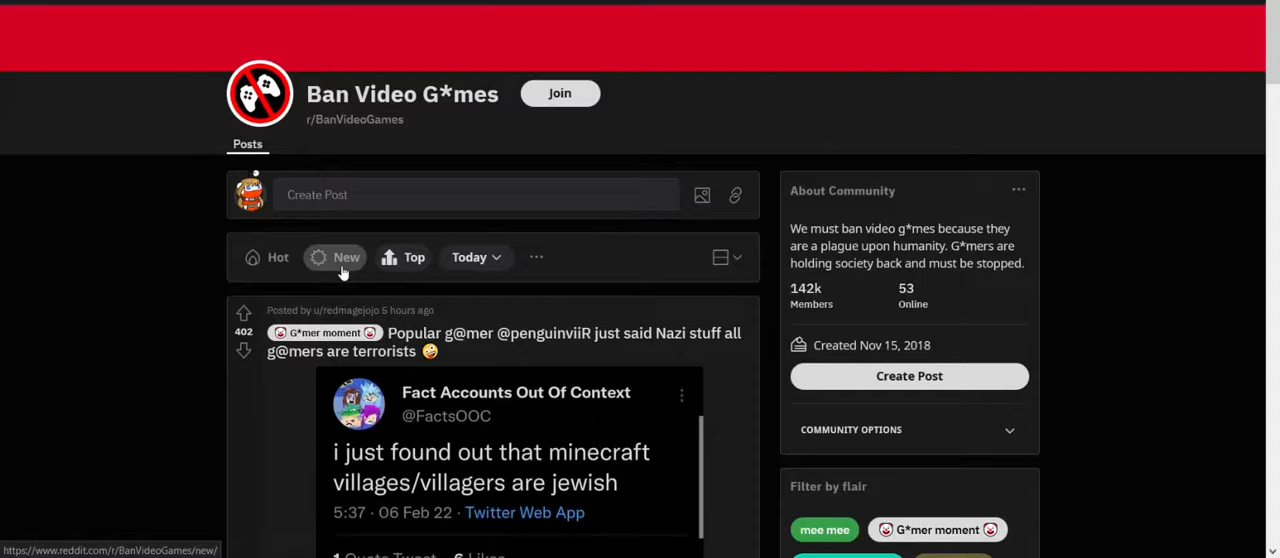 Ban Video G*mes
Join
r/BanVideoGames
Posts
Create Post
Hot
New
Top
Today
Posted by u/redmagejojo 5 hours ago
402
🤡 G*mer moment 🤡 Popular g@mer @penguinviiR just said Nazi stuff all
g@mers are terrorists 🤪
Fact Accounts Out Of Context
@FactsOOC
i just found out that minecraft
villages/villagers are jewish
5:37 · 06 Feb 22 · Twitter Web App
1 Quote Tweet 6 Likes
About Community
We must ban video g*mes because they
are a plague upon humanity. G*mers are
holding society back and must be stopped.
142k
Members
53
Online
Created Nov 15, 2018
Create Post
COMMUNITY OPTIONS
Filter by flair
mee mee
🤡 G*mer moment 🤡
https://www.reddit.com/r/BanVideoGames/new/